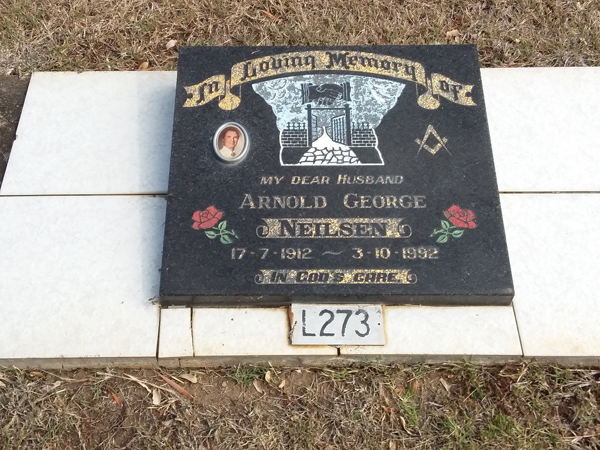 In Loving Memory of
MY DEAR HUSBAND
ARNOLD GEORGE
NEILSEN
17-7-1912 ~ 3-10-1992
IN GOD'S CARE
L273